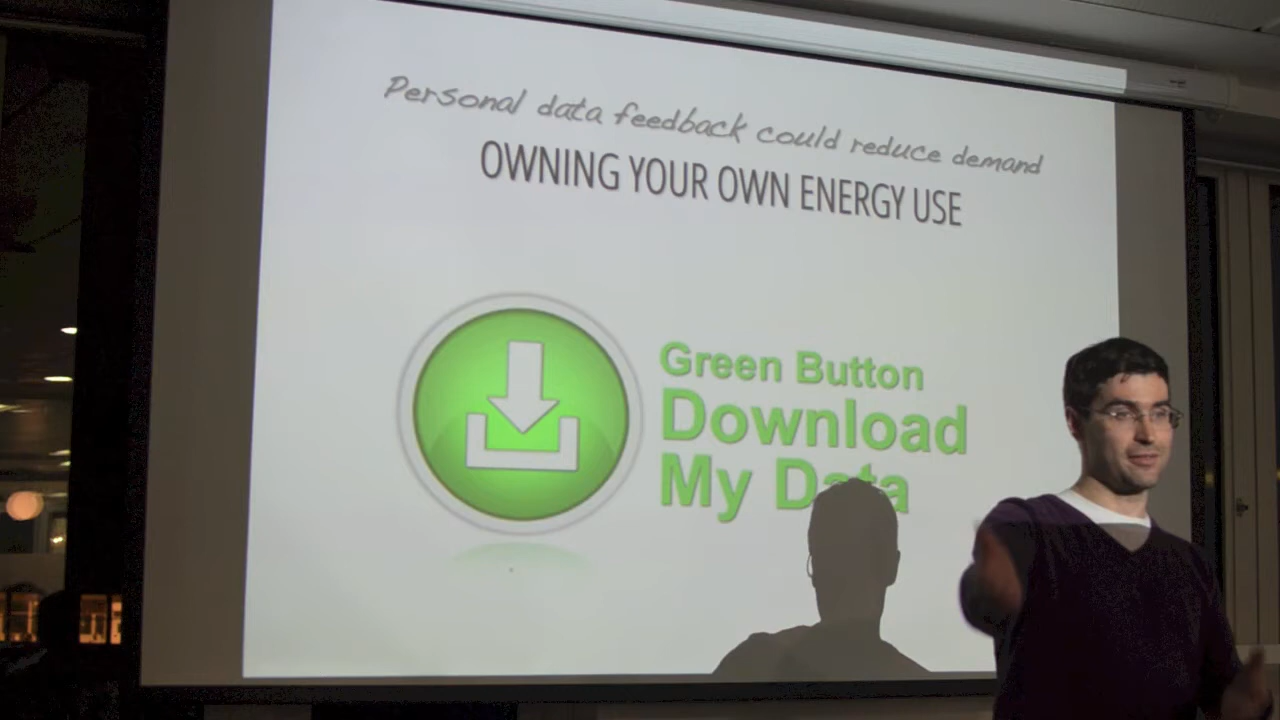 Personal data feedback could reduce demand
OWNING YOUR OWN ENERGY USE
Green Button
Download
My Data